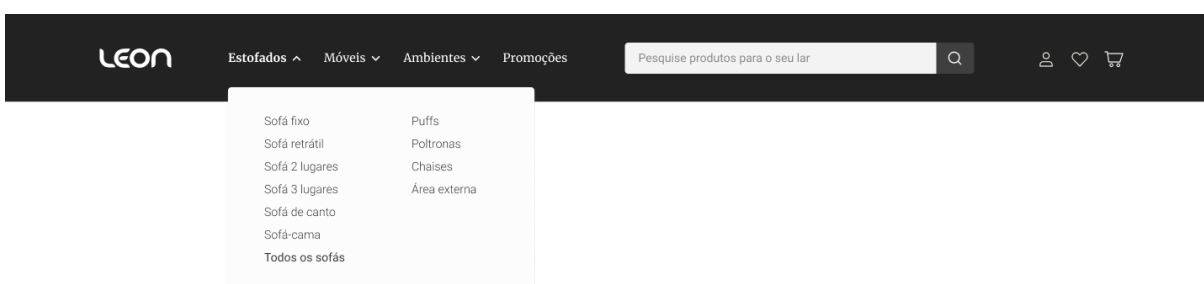 LEON
Estofados Móveis Ambientes Promoções Pesquise produtos para o seu lar
Sofá fixo
Sofá retrátil
Sofá 2 lugares
Sofá 3 lugares
Sofá de canto
Sofá-cama
Todos os sofás
Puffs
Poltronas
Chaises
Área externa